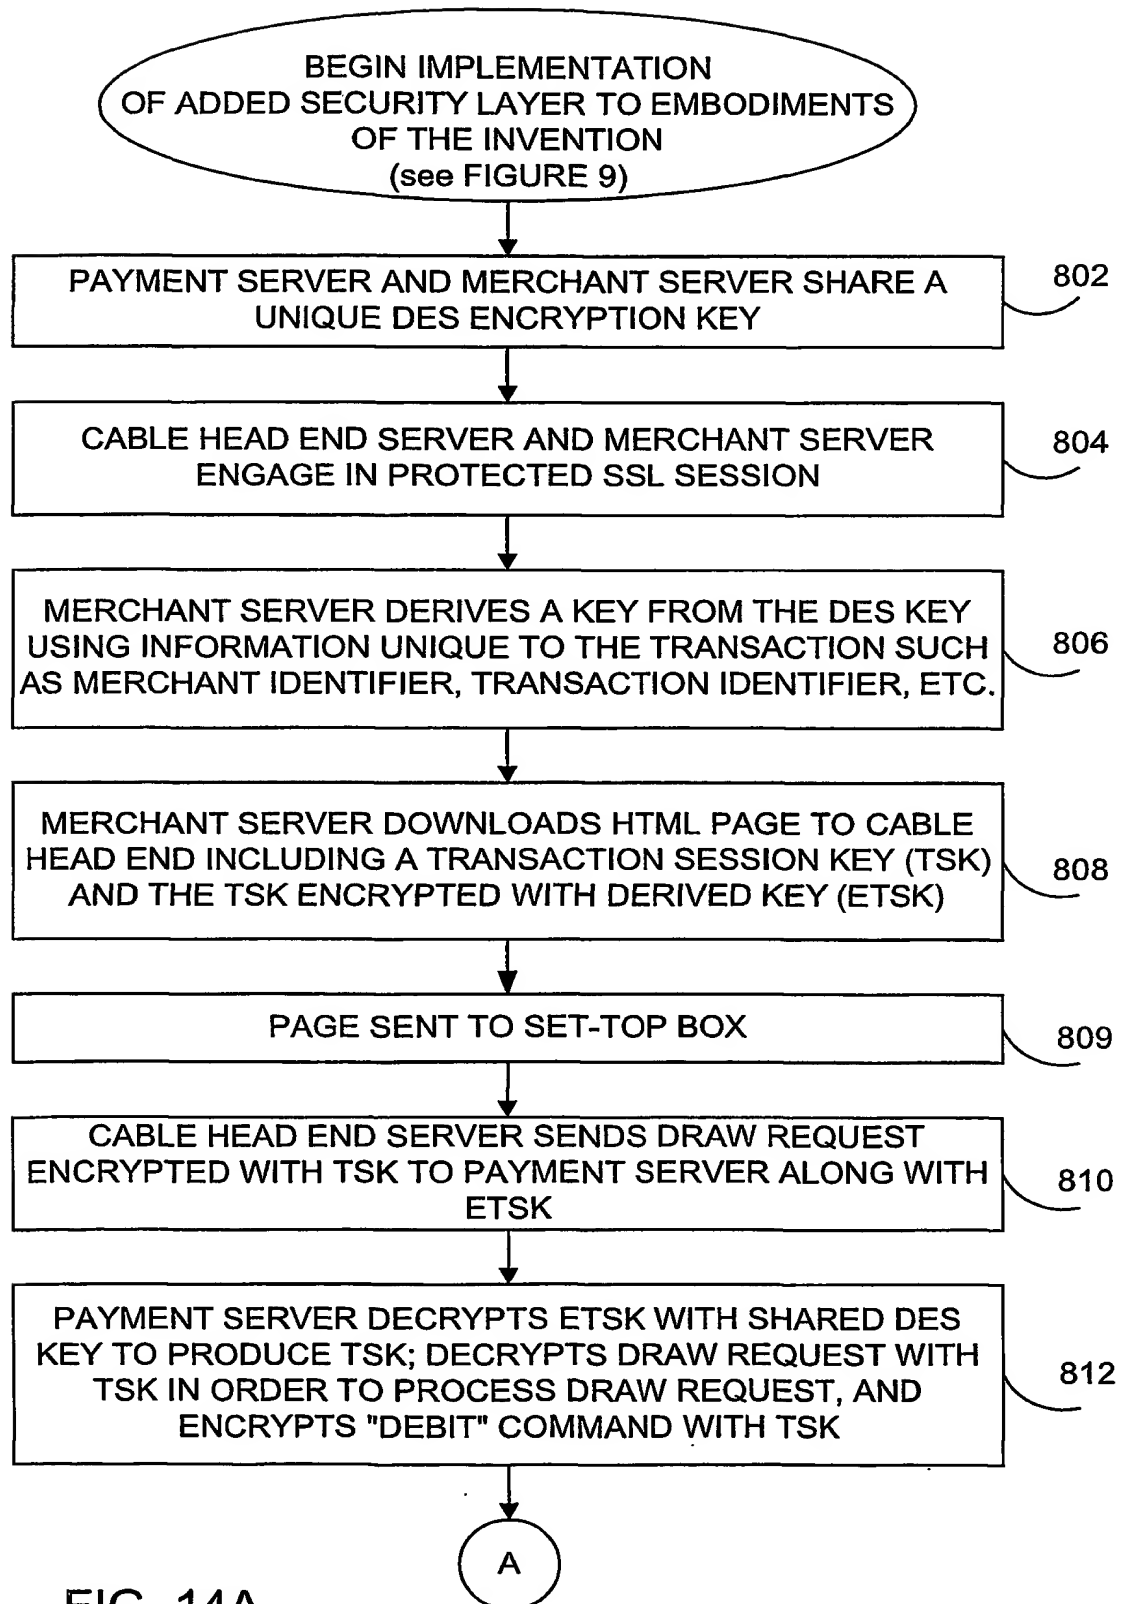 BEGIN IMPLEMENTATION
OF ADDED SECURITY LAYER TO EMBODIMENTS
OF THE INVENTION
(see FIGURE 9)
PAYMENT SERVER AND MERCHANT SERVER SHARE A
UNIQUE DES ENCRYPTION KEY
802
CABLE HEAD END SERVER AND MERCHANT SERVER
ENGAGE IN PROTECTED SSL SESSION
804
MERCHANT SERVER DERIVES A KEY FROM THE DES KEY
USING INFORMATION UNIQUE TO THE TRANSACTION SUCH
AS MERCHANT IDENTIFIER, TRANSACTION IDENTIFIER, ETC.
806
MERCHANT SERVER DOWNLOADS HTML PAGE TO CABLE
HEAD END INCLUDING A TRANSACTION SESSION KEY (TSK)
AND THE TSK ENCRYPTED WITH DERIVED KEY (ETSK)
808
PAGE SENT TO SET-TOP BOX
809
CABLE HEAD END SERVER SENDS DRAW REQUEST
ENCRYPTED WITH TSK TO PAYMENT SERVER ALONG WITH
ETSK
810
PAYMENT SERVER DECRYPTS ETSK WITH SHARED DES
KEY TO PRODUCE TSK; DECRYPTS DRAW REQUEST WITH
TSK IN ORDER TO PROCESS DRAW REQUEST, AND
ENCRYPTS "DEBIT" COMMAND WITH TSK
812
A
FIG. 14A